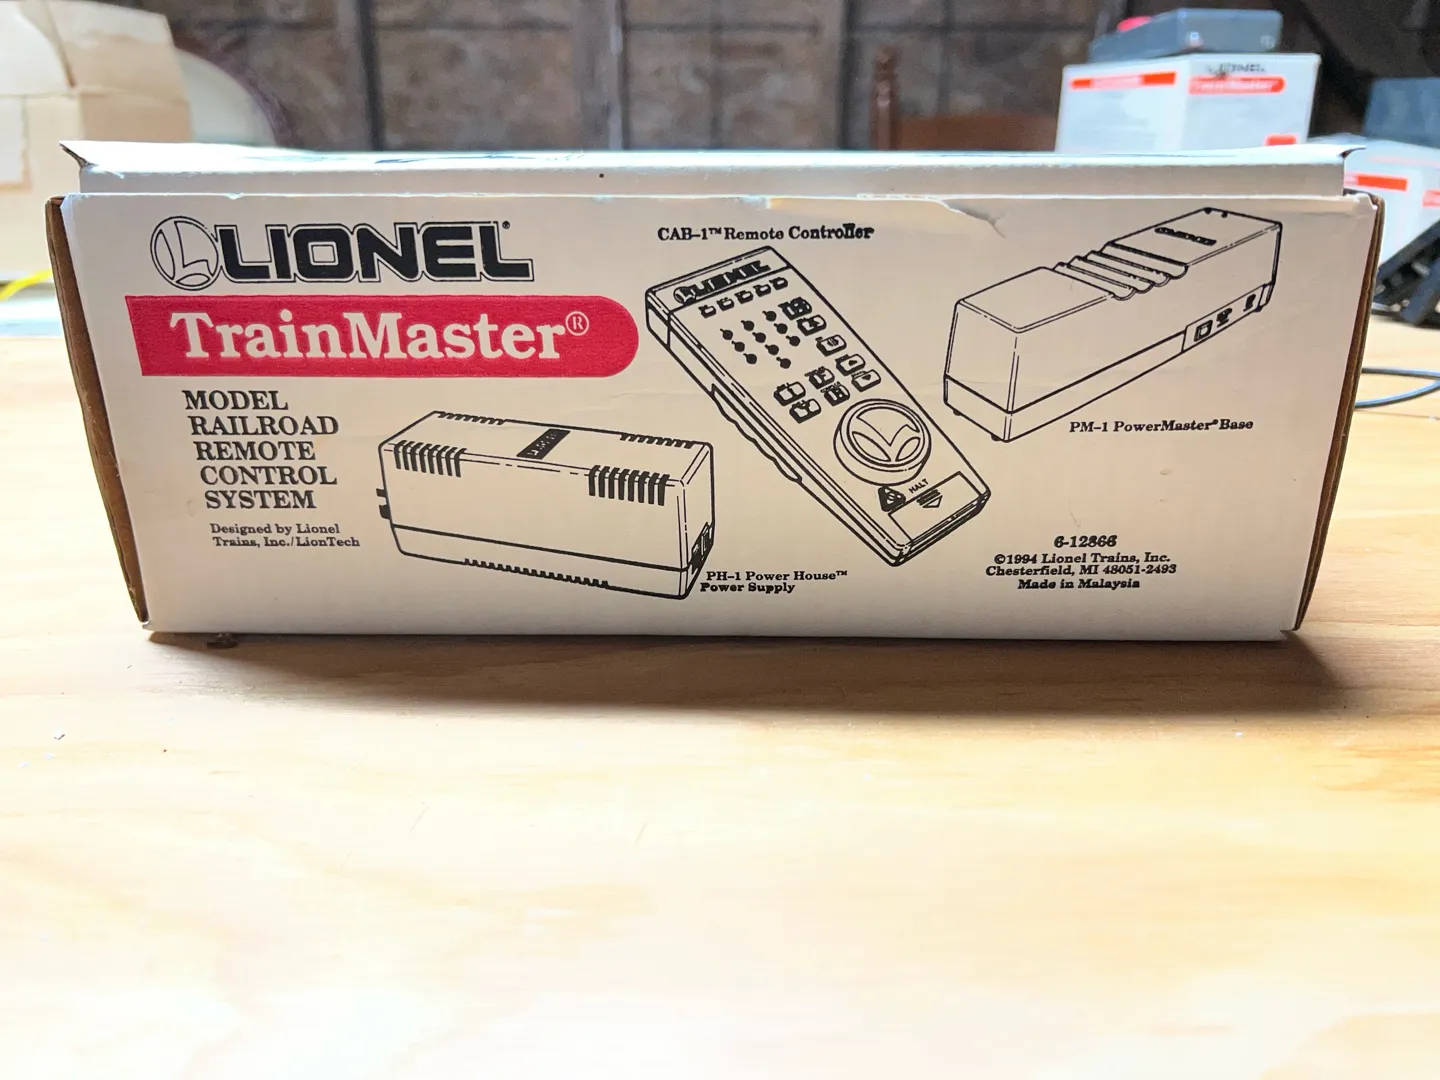 LIONEL®
TrainMaster®
MODEL
RAILROAD
REMOTE
CONTROL
SYSTEM
Designed by Lionel
Trains, Inc./LionTech
CAB-1™ Remote Controller
LIONEL
HALT
PM-1 PowerMaster® Base
PH-1 Power House™
Power Supply
6-12866
©1994 Lionel Trains, Inc.
Chesterfield, MI 48051-2493
Made in Malaysia
LIONEL
TrainMaster